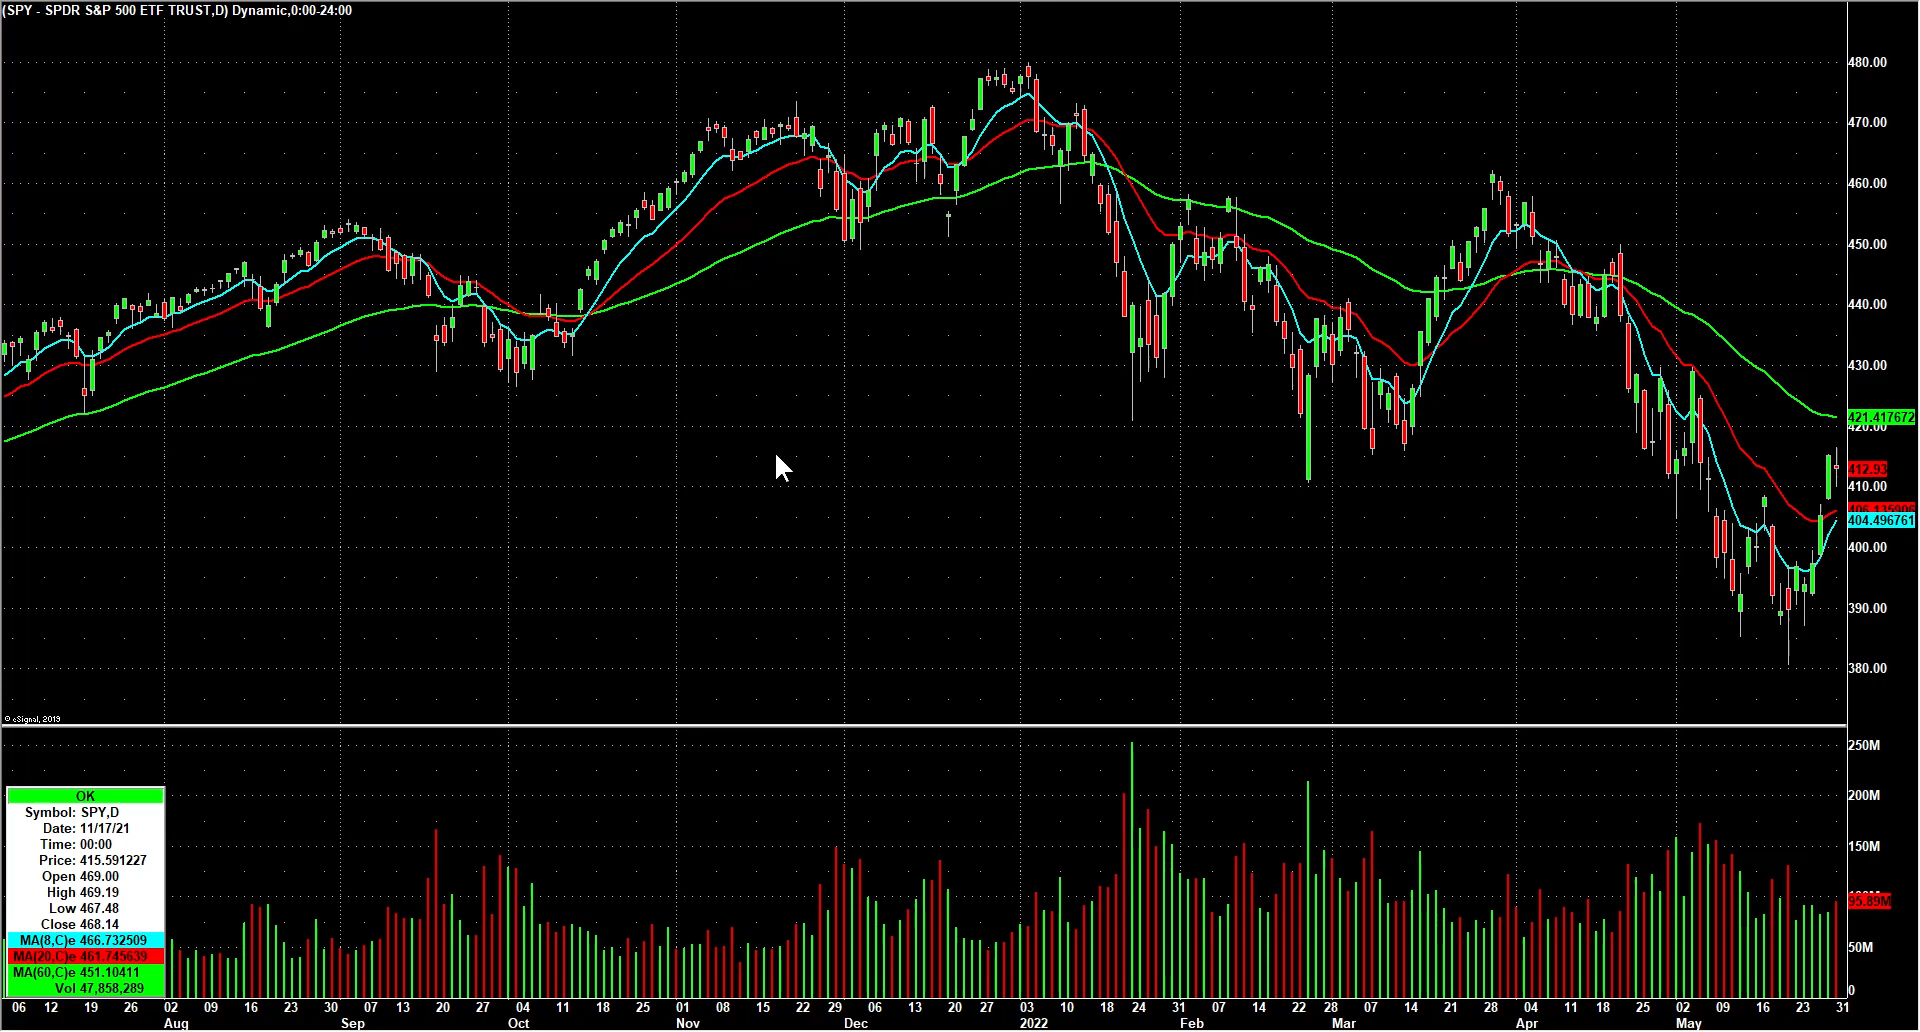 (SPY - SPDR S&P 500 ETF TRUST,D) Dynamic,0:00-24:00
480.00
470.00
460.00
450.00
440.00
430.00
421.417672
420.00
412.93
410.00
404.496761
400.00
390.00
380.00
© eSignal, 2019
250M
200M
150M
95.89M
50M
0
OK
Symbol: SPY,D
Date: 11/17/21
Time: 00:00
Price: 415.591227
Open 469.00
High 469.19
Low 467.48
Close 468.14
MA(8,C)e 466.732509
MA(20,C)e 461.745639
MA(60,C)e 451.10411
Vol 47,858,289
06 12 19 26 02 09 16 23 30 07 13 20 27 04 11 18 25 01 08 15 22 29 06 13 20 27 03 10 18 24 31 07 14 22 28 07 14 21 28 04 11 18 25 02 09 16 23 31
Aug Sep Oct Nov Dec 2022 Feb Mar Apr May